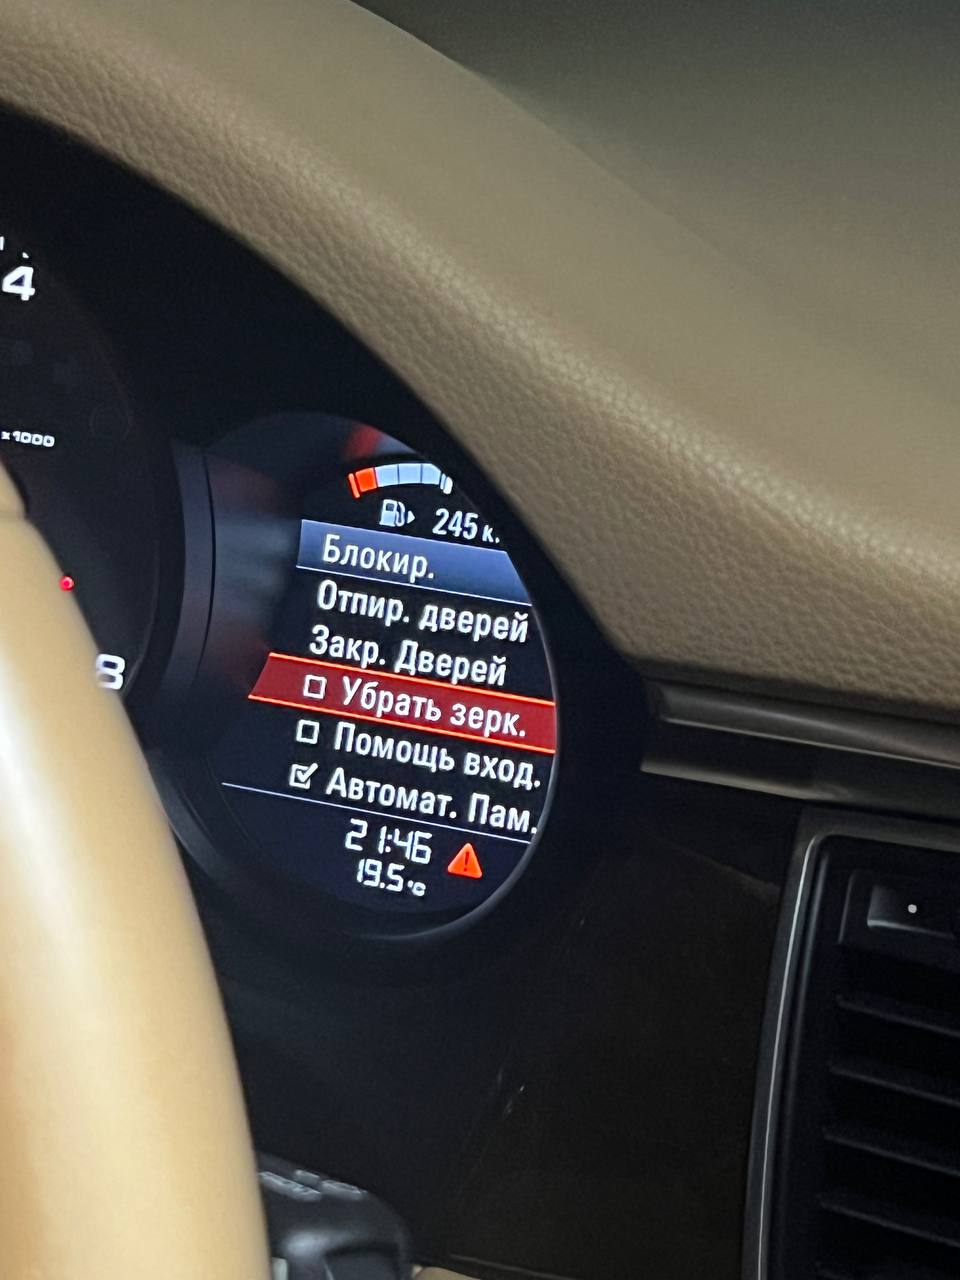 4
x1000
8
245 к.
Блокир.
Отпир. дверей
Закр. Дверей
Убрать зерк.
Помощь вход.
Автомат. Пам.
21:46
19.5°C